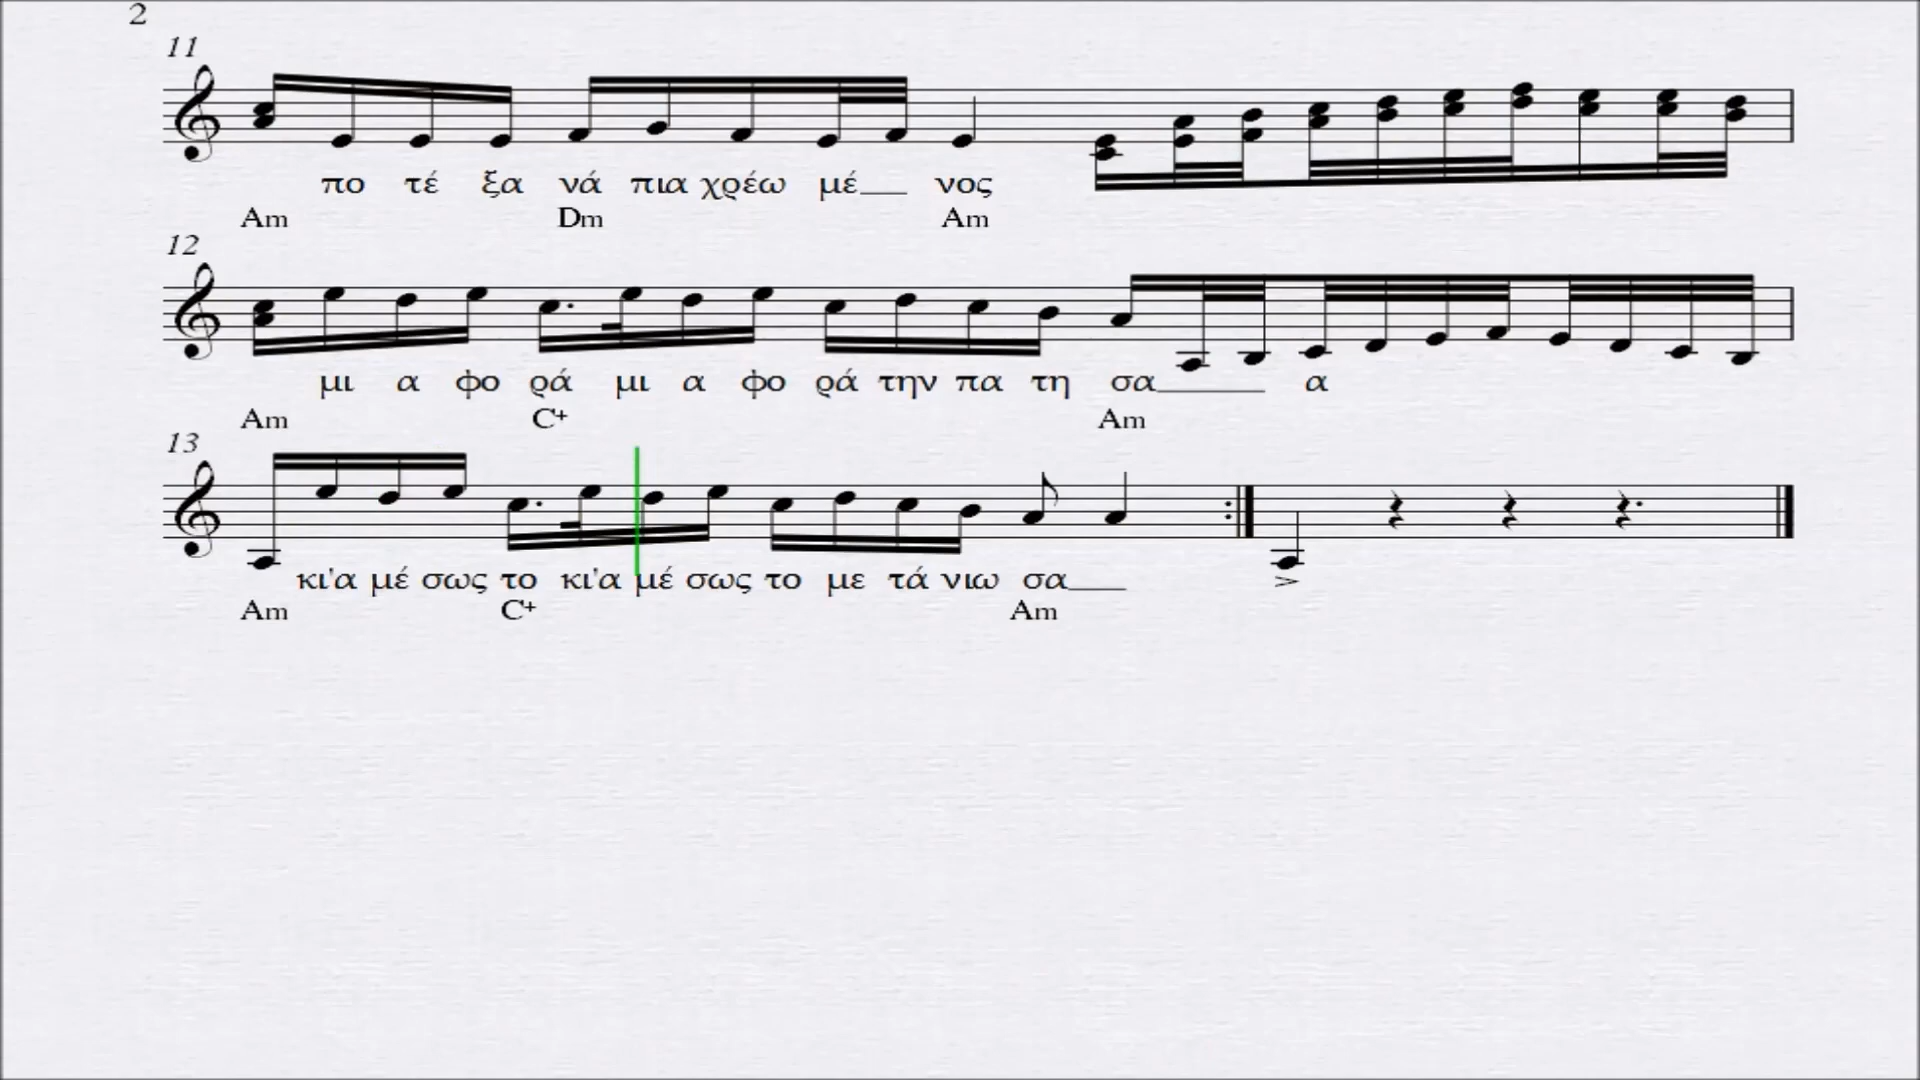 2
11
πο τέ ξα νά πια χρέω μέ__ νος
Am Dm Am
12
μι α φο ρά μι α φο ρά την πα τη σα____ α
Am C+ Am
13
κι'α μέ σως το κι'α μέ σως το με τά νιω σα__
Am C+ Am